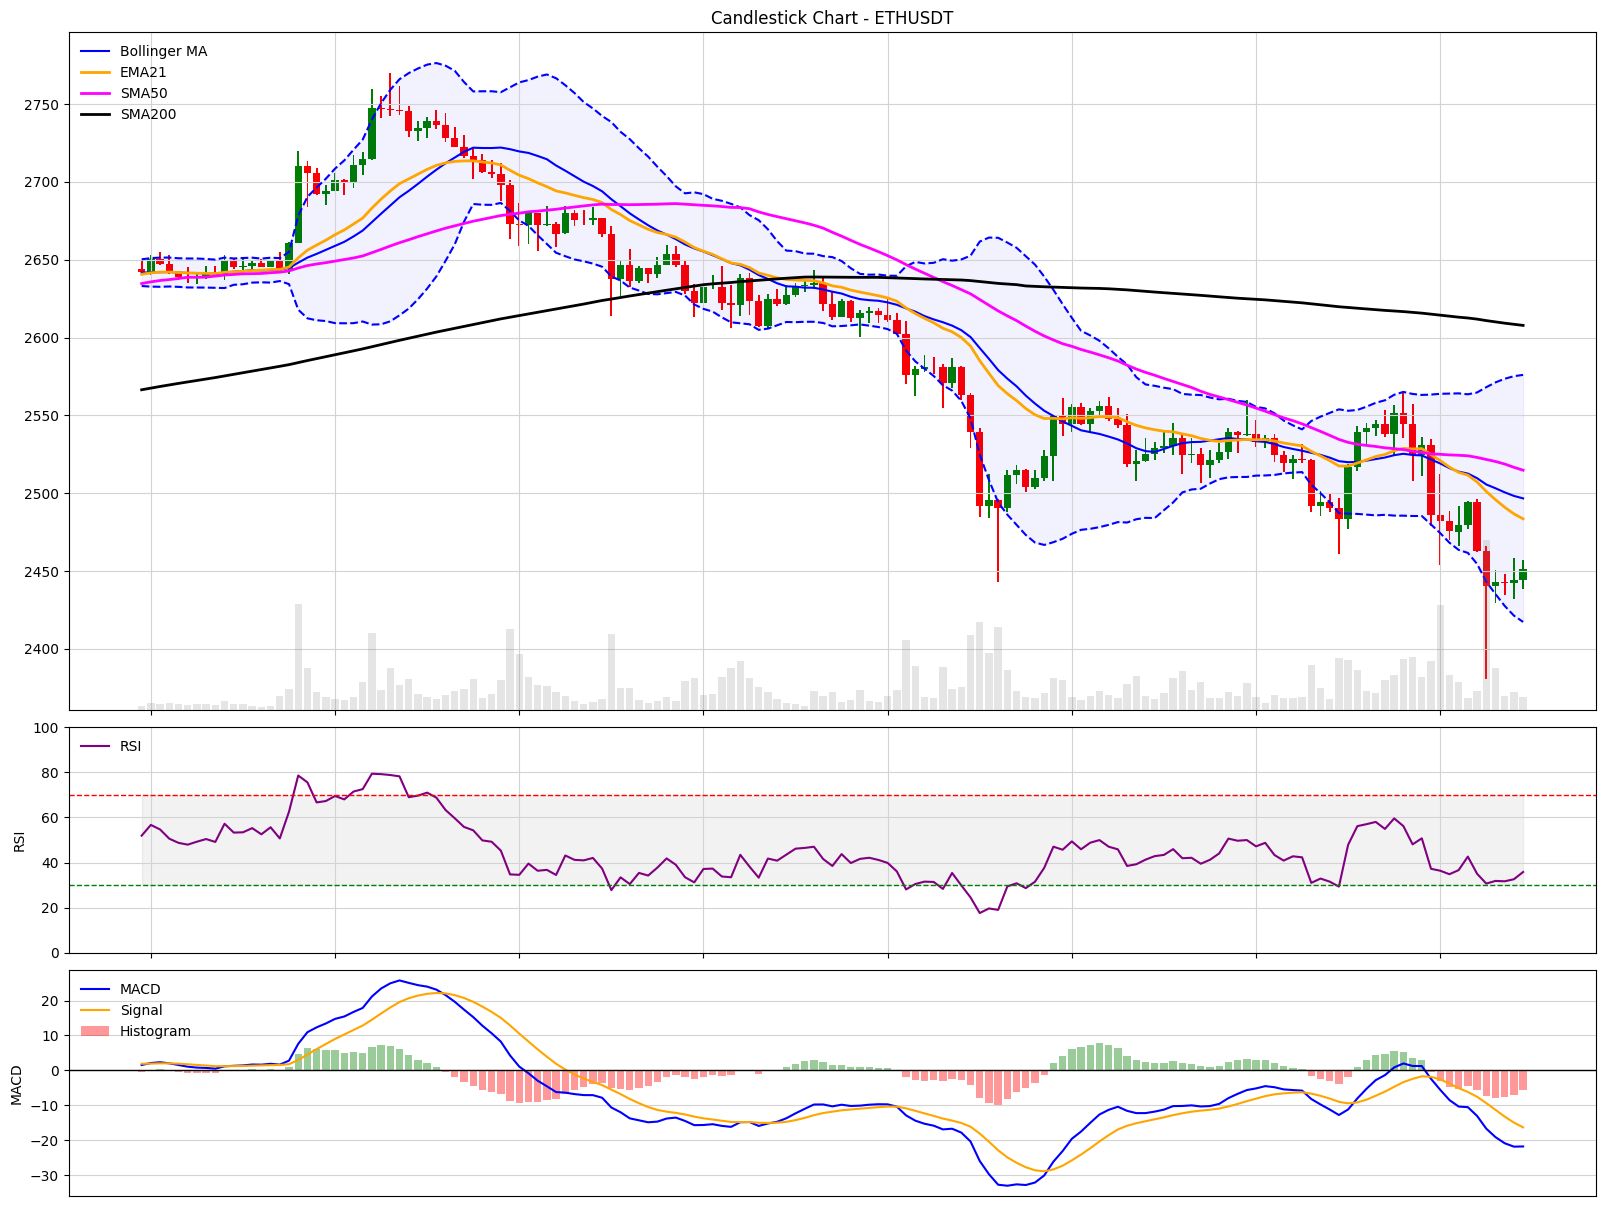 Candlestick Chart - ETHUSDT
Bollinger MA
EMA21
SMA50
SMA200
2750
2700
2650
2600
2550
2500
2450
2400
RSI
100
80
60
40
20
0
RSI
MACD
Signal
Histogram
20
10
0
−10
−20
−30
MACD